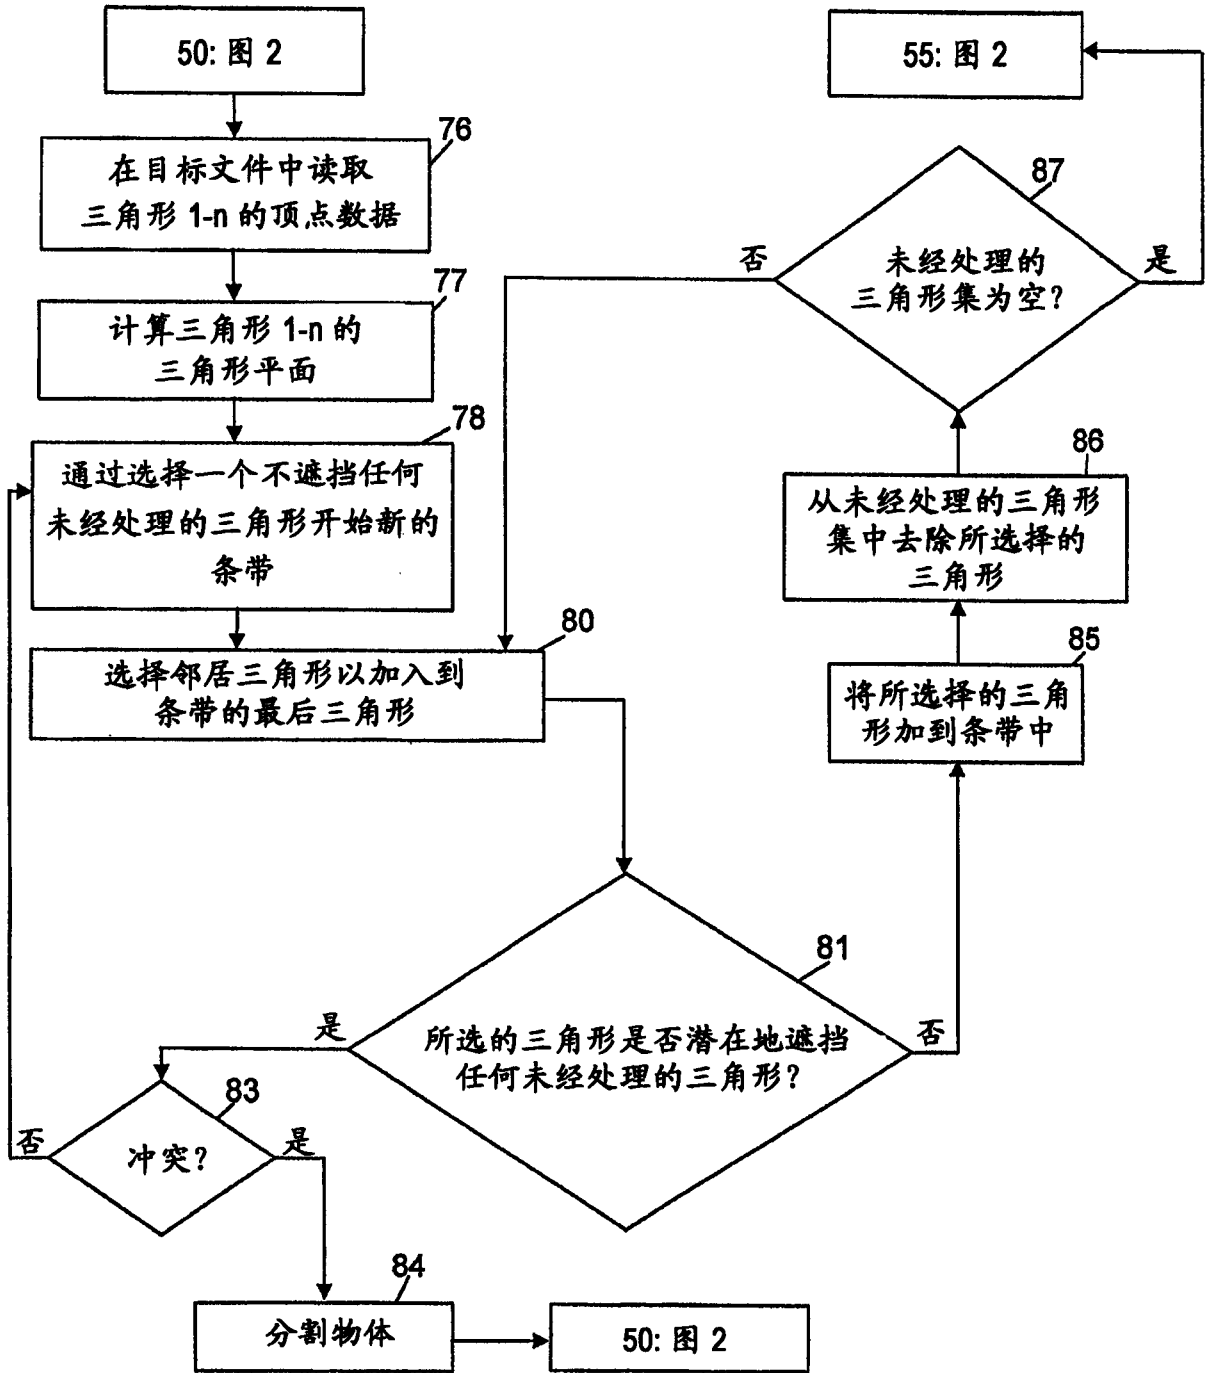 50: 图 2
76
在目标文件中读取
三角形 1-n 的顶点数据
77
计算三角形 1-n 的
三角形平面
78
通过选择一个不遮挡任何
未经处理的三角形开始新的
条带
80
选择邻居三角形以加入到
条带的最后三角形
81
所选的三角形是否潜在地遮挡
任何未经处理的三角形?
是
否
83
冲突?
否
是
84
分割物体
50: 图 2
85
将所选择的三角
形加到条带中
86
从未经处理的三角形
集中去除所选择的
三角形
87
未经处理的
三角形集为空?
否
是
55: 图 2